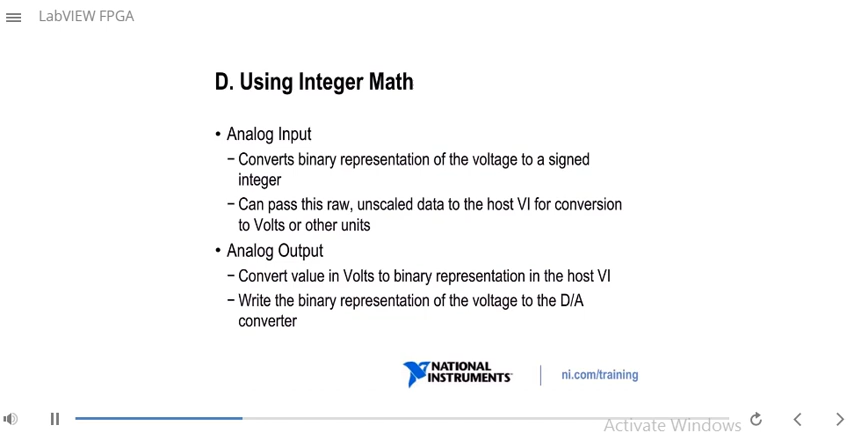 LabVIEW FPGA
D. Using Integer Math
• Analog Input
– Converts binary representation of the voltage to a signed
integer
– Can pass this raw, unscaled data to the host VI for conversion
to Volts or other units
• Analog Output
– Convert value in Volts to binary representation in the host VI
– Write the binary representation of the voltage to the D/A
converter
NATIONAL
INSTRUMENTS
ni.com/training
Activate Windows